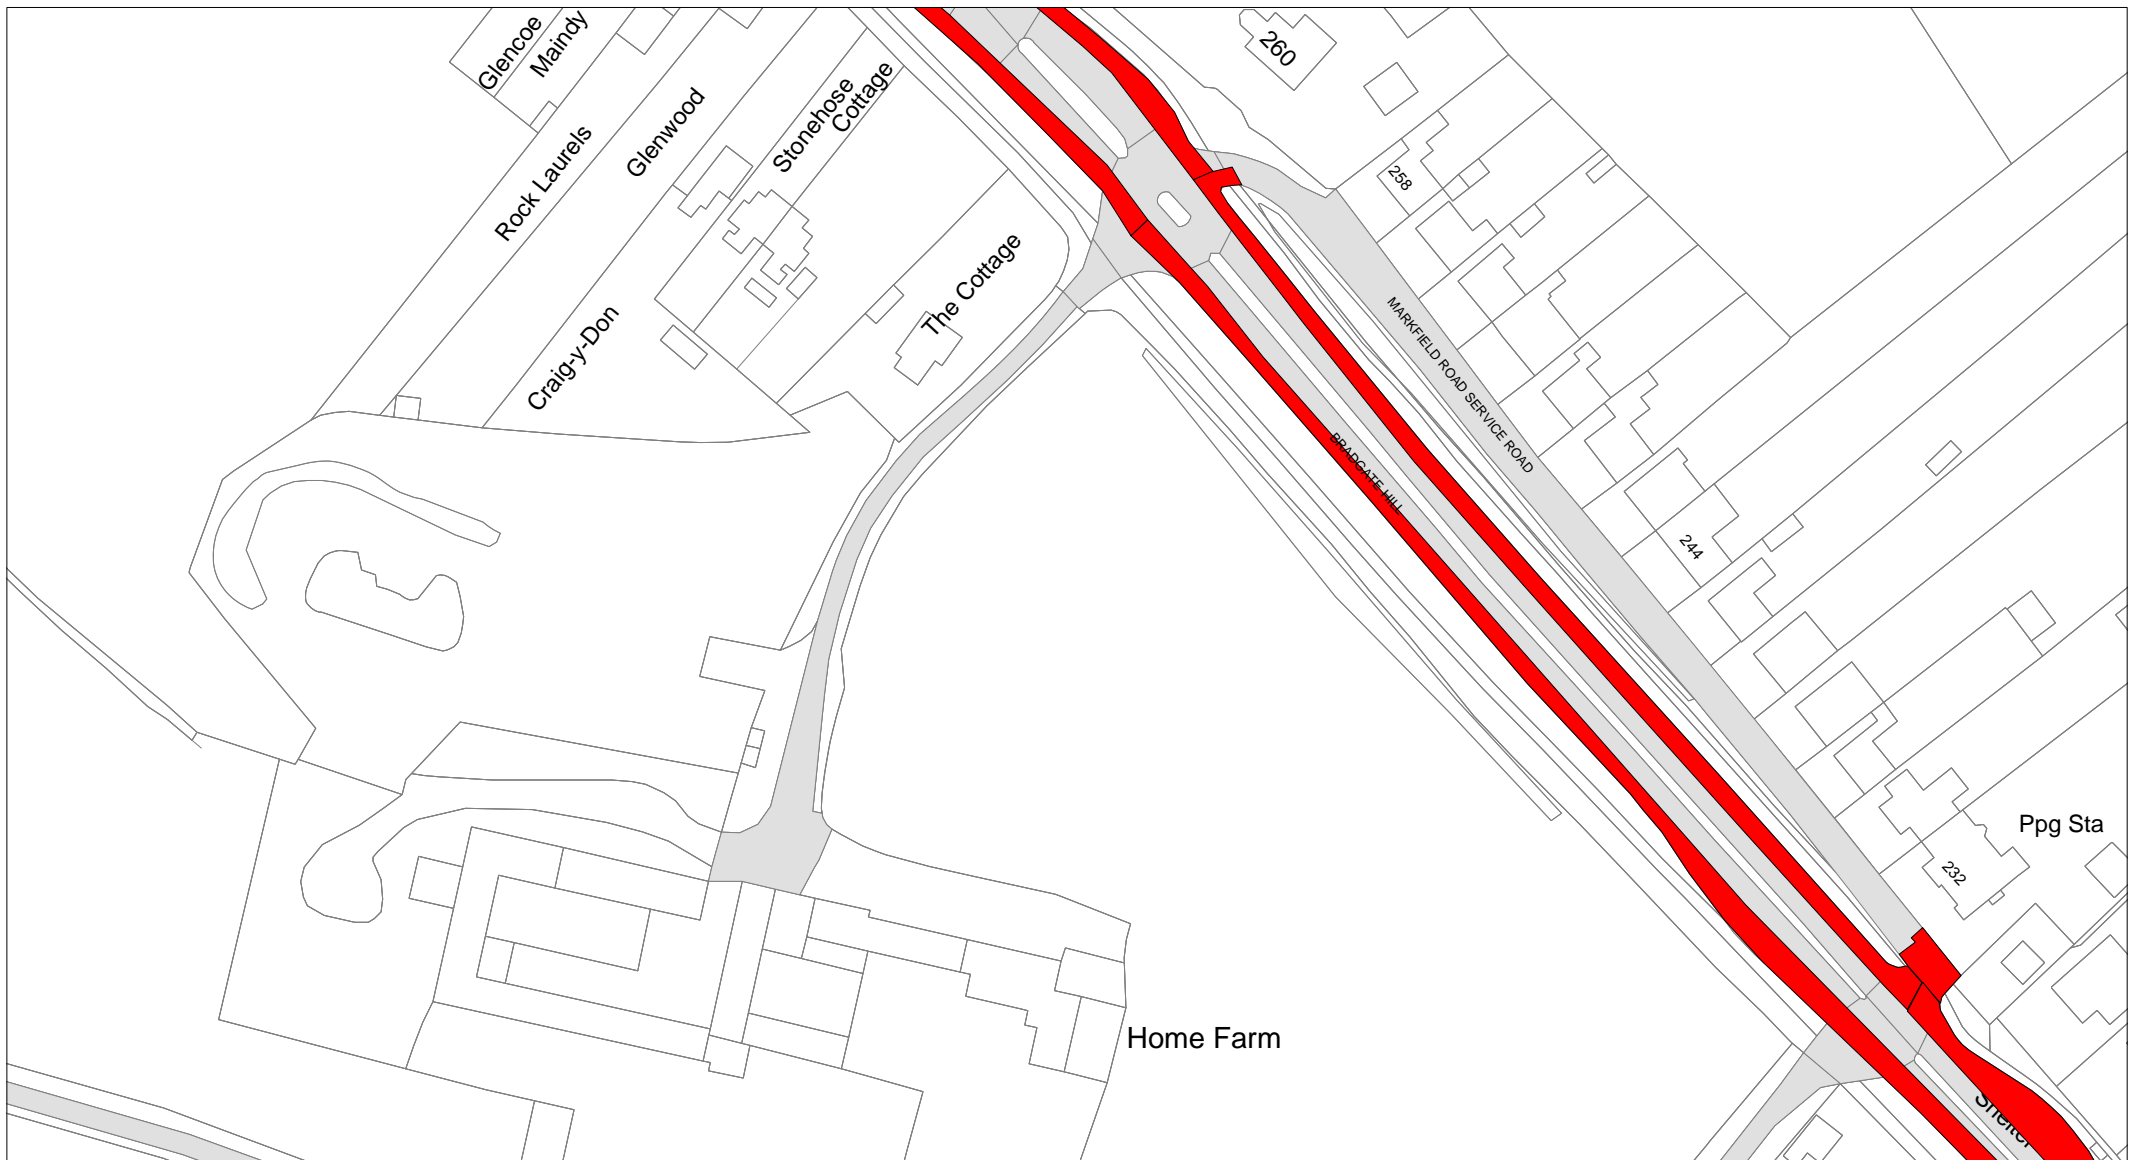 Glencoe
Maindy
260
Rock Laurels
Glenwood
Stonehose
Cottage
258
The Cottage
Craig-y-Don
MARKFIELD ROAD SERVICE ROAD
BRADGATE HILL
244
Ppg Sta
232
Home Farm
Shelter